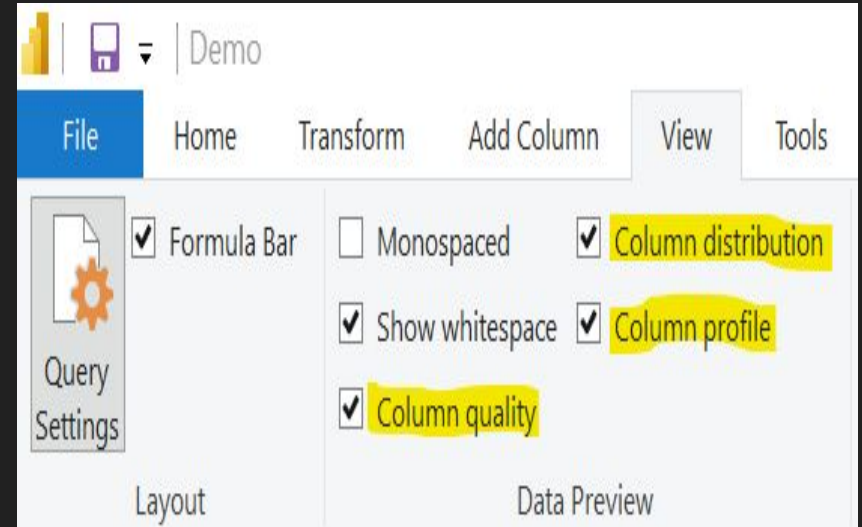 Demo
File Home Transform Add Column View Tools
Formula Bar Monospaced Column distribution
Show whitespace Column profile
Query
Settings
Column quality
Layout Data Preview